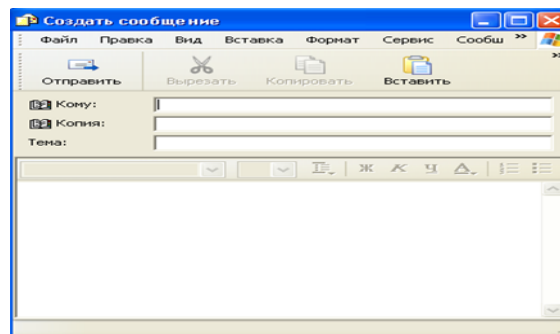 Создать сообщение
Файл Правка Вид Вставка Формат Сервис Сообщ »
Отправить Вырезать Копировать Вставить »
Кому:
Копия:
Тема:
Ж К Ч А